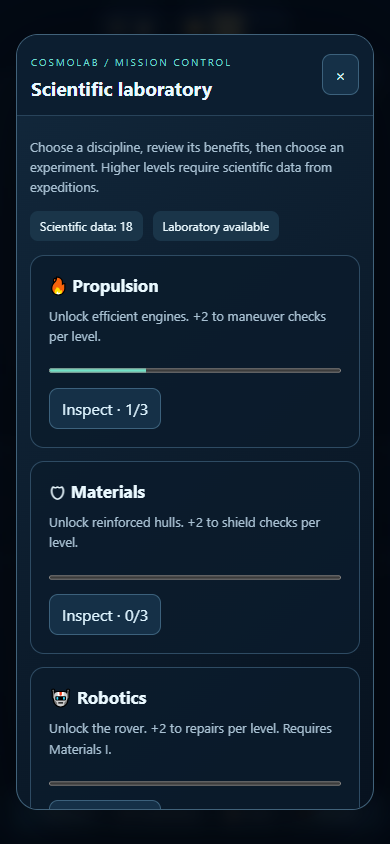 COSMOLAB / MISSION CONTROL
Scientific laboratory
×
Choose a discipline, review its benefits, then choose an
experiment. Higher levels require scientific data from
expeditions.
Scientific data: 18
Laboratory available
Propulsion
Unlock efficient engines. +2 to maneuver checks
per level.
Inspect · 1/3
Materials
Unlock reinforced hulls. +2 to shield checks per
level.
Inspect · 0/3
Robotics
Unlock the rover. +2 to repairs per level. Requires
Materials I.